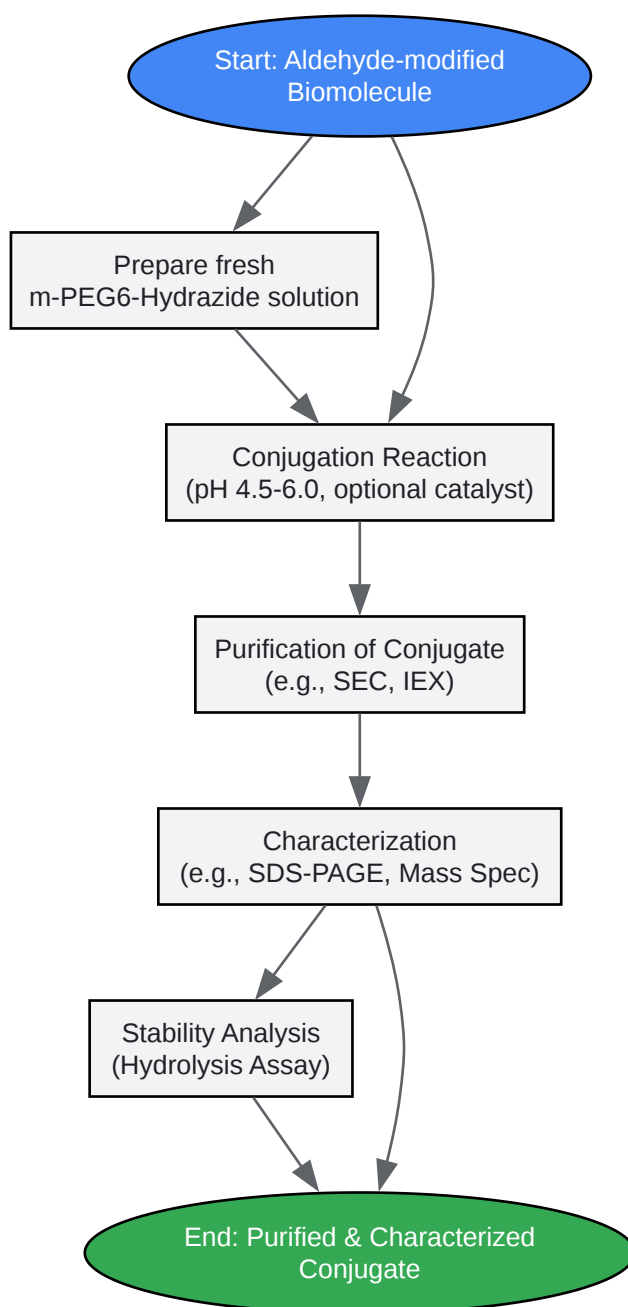 Start: Aldehyde-modified
Biomolecule
Prepare fresh
m-PEG6-Hydrazide solution
Conjugation Reaction
(pH 4.5-6.0, optional catalyst)
Purification of Conjugate
(e.g., SEC, IEX)
Characterization
(e.g., SDS-PAGE, Mass Spec)
Stability Analysis
(Hydrolysis Assay)
End: Purified & Characterized
Conjugate